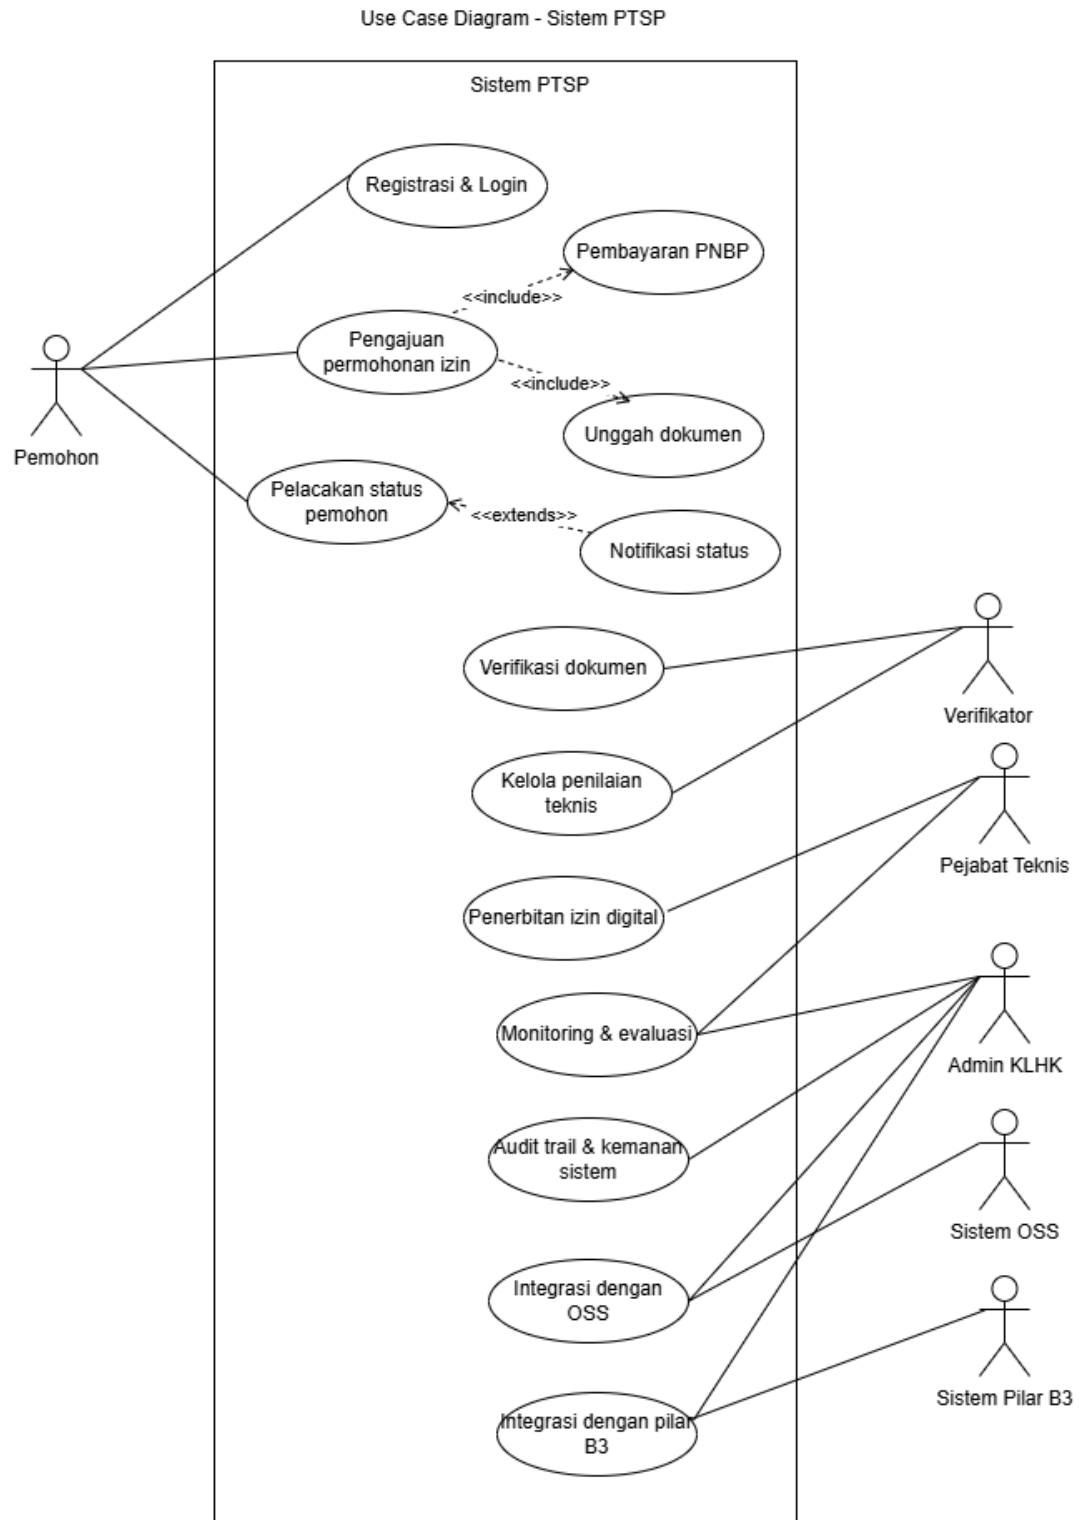 Use Case Diagram - Sistem PTSP
Sistem PTSP
Registrasi & Login
Pembayaran PNBP
<<include>>
Pengajuan
permohonan izin
<<include>>
Unggah dokumen
Pemohon
Pelacakan status
pemohon
<<extends>>
Notifikasi status
Verifikasi dokumen
Verifikator
Kelola penilaian
teknis
Pejabat Teknis
Penerbitan izin digital
Monitoring & evaluasi
Admin KLHK
Audit trail & kemanan
sistem
Sistem OSS
Integrasi dengan
OSS
Sistem Pilar B3
Integrasi dengan pilar
B3